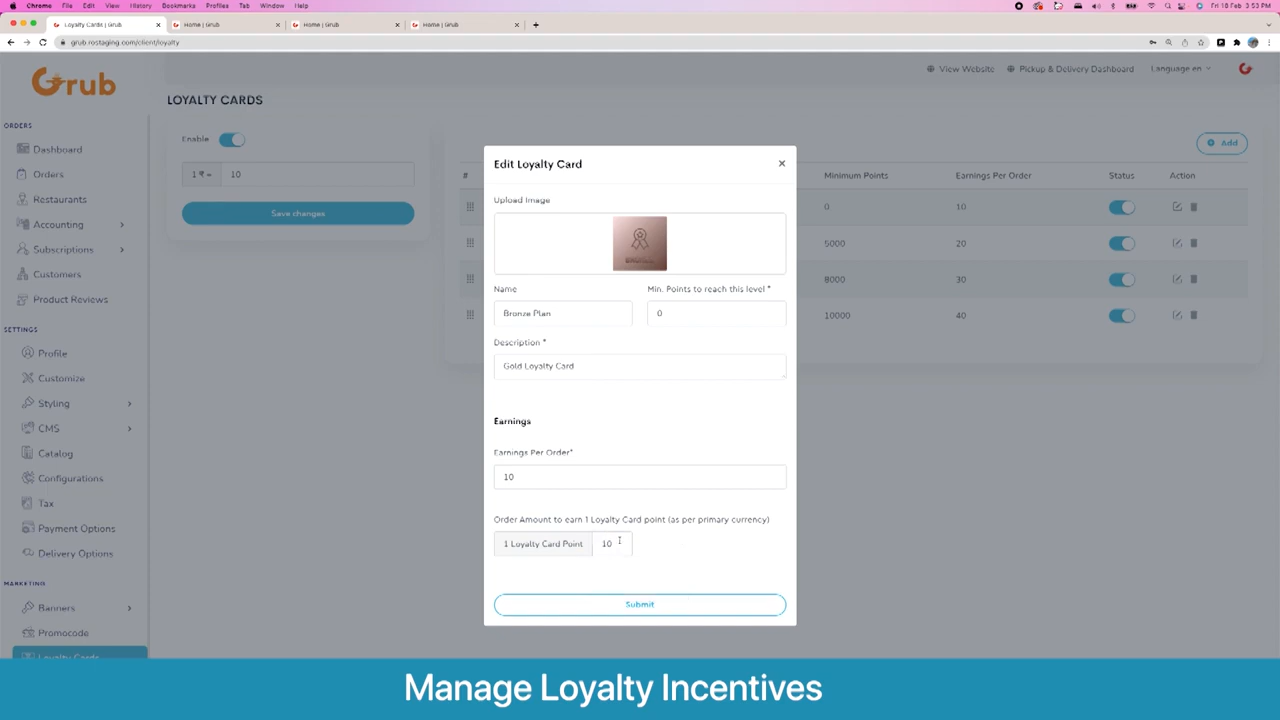 Chrome File Edit View History Bookmarks Profiles Tab Window Help
Fri 18 Feb 3:53 PM
Loyalty Cards | Grub
Home | Grub
Home | Grub
Home | Grub
grub.rostaging.com/client/loyalty
Grub
View Website
Pickup & Delivery Dashboard
Language en
LOYALTY CARDS
ORDERS
Dashboard
Orders
Restaurants
Accounting
Subscriptions
Customers
Product Reviews
SETTINGS
Profile
Customize
Styling
CMS
Catalog
Configurations
Tax
Payment Options
Delivery Options
MARKETING
Banners
Promocode
Loyalty Cards
Enable
1 ₹ = 10
Save changes
Add
# Minimum Points Earnings Per Order Status Action
0 10
5000 20
8000 30
10000 40
Edit Loyalty Card
Upload Image
Name
Min. Points to reach this level *
Bronze Plan
0
Description *
Gold Loyalty Card
Earnings
Earnings Per Order*
10
Order Amount to earn 1 Loyalty Card point (as per primary currency)
1 Loyalty Card Point 10
Submit
Manage Loyalty Incentives